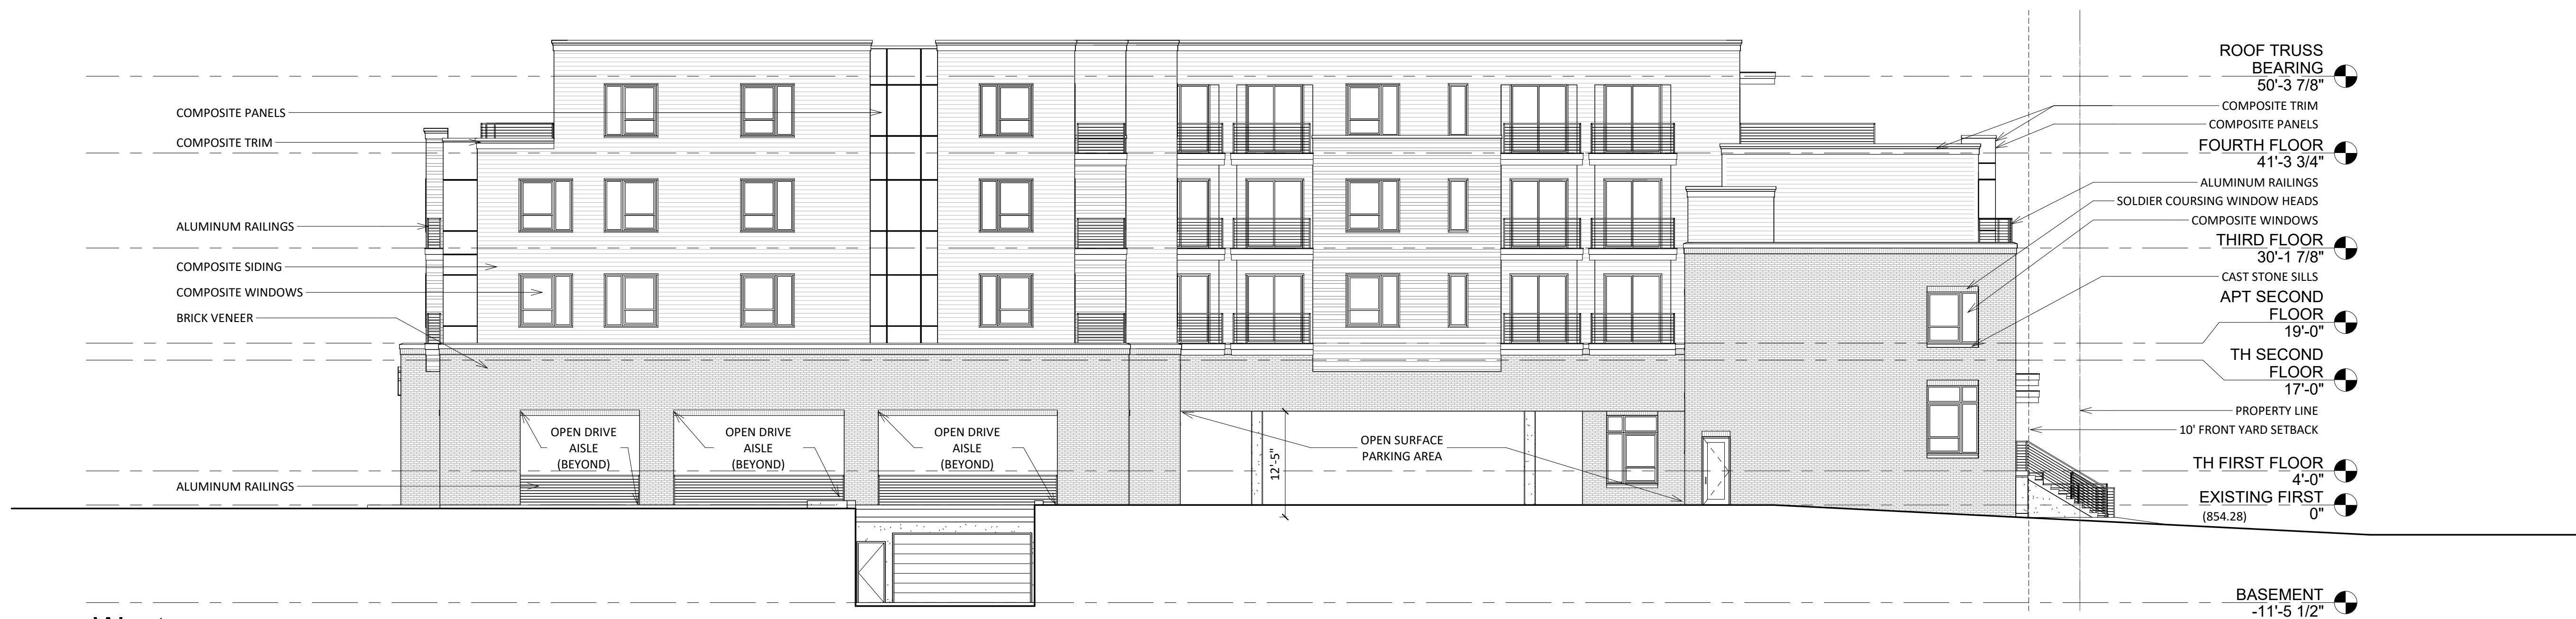 COMPOSITE PANELS
COMPOSITE TRIM
ALUMINUM RAILINGS
COMPOSITE SIDING
COMPOSITE WINDOWS
BRICK VENEER
ALUMINUM RAILINGS
OPEN DRIVE
AISLE
(BEYOND)
OPEN DRIVE
AISLE
(BEYOND)
OPEN DRIVE
AISLE
(BEYOND)
12'-5"
OPEN SURFACE
PARKING AREA
ROOF TRUSS
BEARING
50'-3 7/8"
COMPOSITE TRIM
COMPOSITE PANELS
FOURTH FLOOR
41'-3 3/4"
ALUMINUM RAILINGS
SOLDIER COURSING WINDOW HEADS
COMPOSITE WINDOWS
THIRD FLOOR
30'-1 7/8"
CAST STONE SILLS
APT SECOND
FLOOR
19'-0"
TH SECOND
FLOOR
17'-0"
PROPERTY LINE
10' FRONT YARD SETBACK
TH FIRST FLOOR
4'-0"
EXISTING FIRST
(854.28) 0"
BASEMENT
-11'-5 1/2"